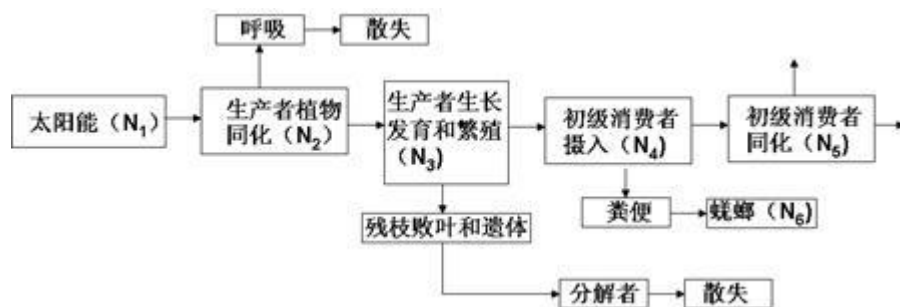 呼吸
散失
太阳能（N₁）
生产者植物
同化（N₂）
生产者生长
发育和繁殖
（N₃)
初级消费者
摄入（N₄)
初级消费者
同化（N₅)
粪便
蜣螂（N₆)
残枝败叶和遗体
分解者
散失